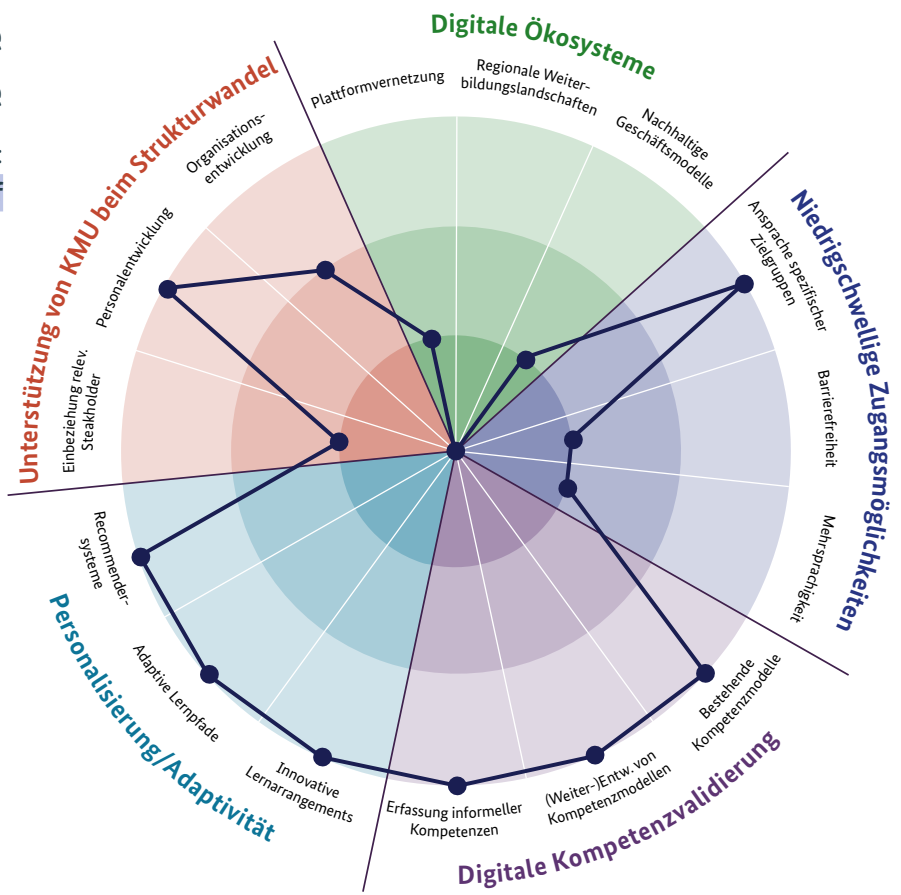 Digitale Ökosysteme
Plattformvernetzung
Regionale Weiter-
bildungslandschaften
Nachhaltige
Geschäftsmodelle
Niedrigschwellige Zugangsmöglichkeiten
Ansprache spezifischer
Zielgruppen
Barrierefreiheit
Mehrsprachigkeit
Digitale Kompetenzvalidierung
Bestehende
Kompetenzmodelle
(Weiter-)Entw. von
Kompetenzmodellen
Erfassung informeller
Kompetenzen
Personalisierung/Adaptivität
Innovative
Lernarrangements
Adaptive Lernpfade
Recommender-
systeme
Unterstützung von KMU beim Strukturwandel
Einbeziehung relev.
Steakholder
Personalentwicklung
Organisations-
entwicklung